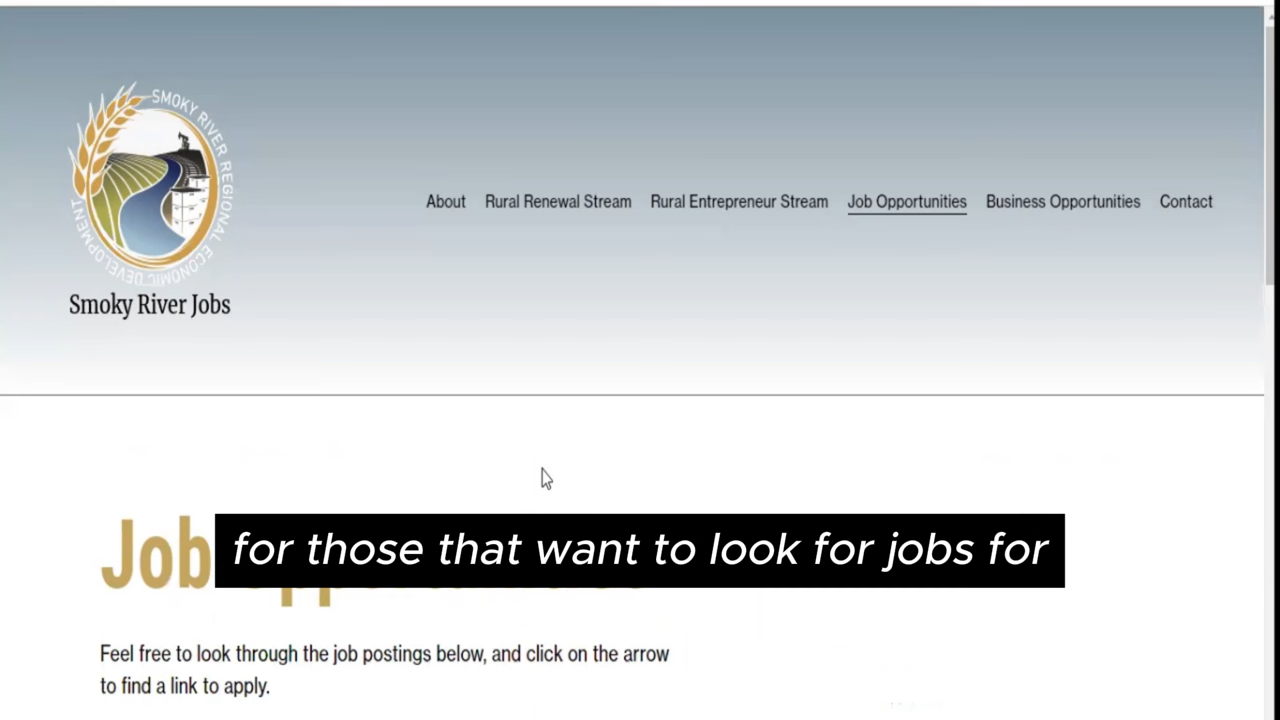 SMOKY RIVER REGIONAL ECONOMIC DEVELOPMENT
Smoky River Jobs
About Rural Renewal Stream Rural Entrepreneur Stream Job Opportunities Business Opportunities Contact
Job
for those that want to look for jobs for
Feel free to look through the job postings below, and click on the arrow
to find a link to apply.